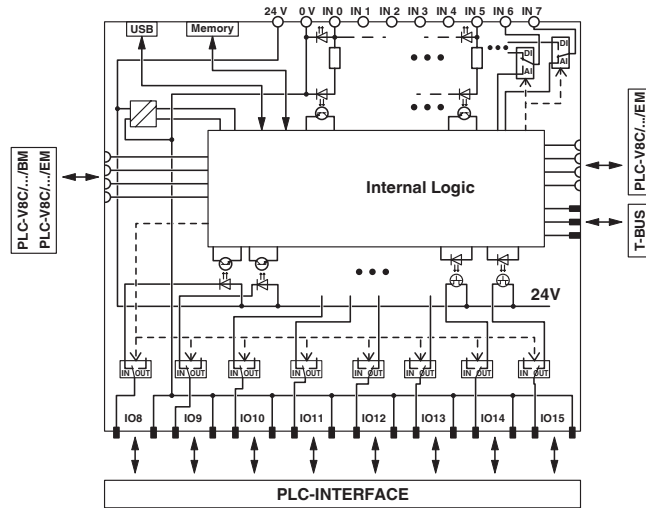 24 V 0 V IN 0 IN 1 IN 2 IN 3 IN 4 IN 5 IN 6 IN 7
USB Memory
DI
AI
DI
AI
PLC-V8C/.../BM
PLC-V8C/.../EM
Internal Logic
PLC-V8C/.../EM
T-BUS
24V
IN OUT IN OUT IN OUT IN OUT IN OUT IN OUT IN OUT IN OUT
IO8 IO9 IO10 IO11 IO12 IO13 IO14 IO15
PLC-INTERFACE